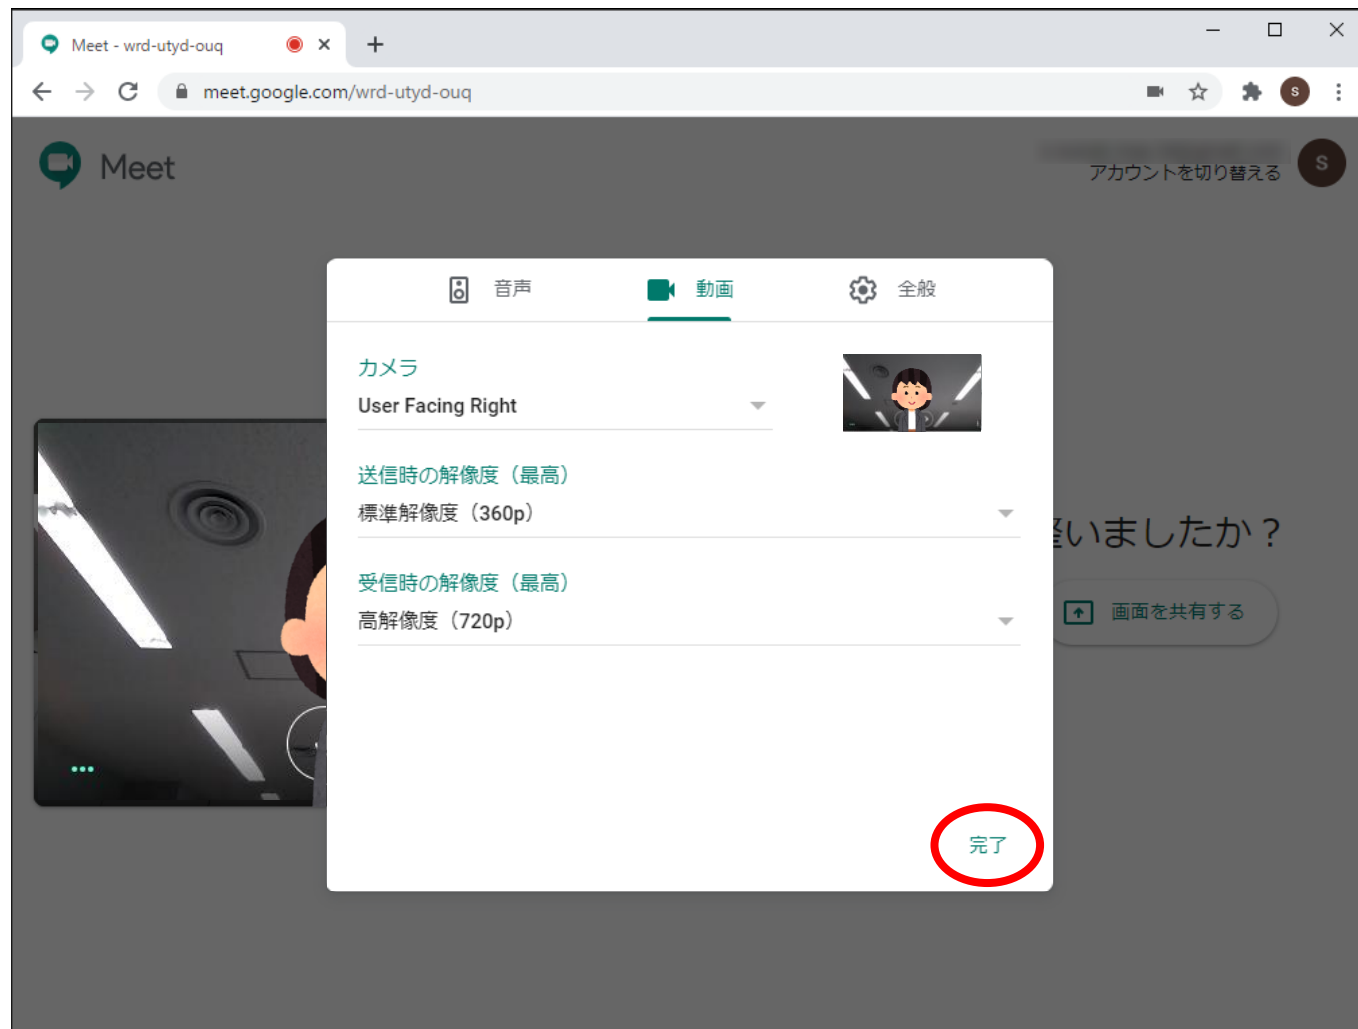 Meet - wrd-utyd-ouq
meet.google.com/wrd-utyd-ouq
S
Meet
アカウントを切り替える
S
音声
動画
全般
カメラ
User Facing Right
送信時の解像度（最高）
標準解像度（360p）
受信時の解像度（最高）
高解像度（720p）
いましたか？
画面を共有する
完了